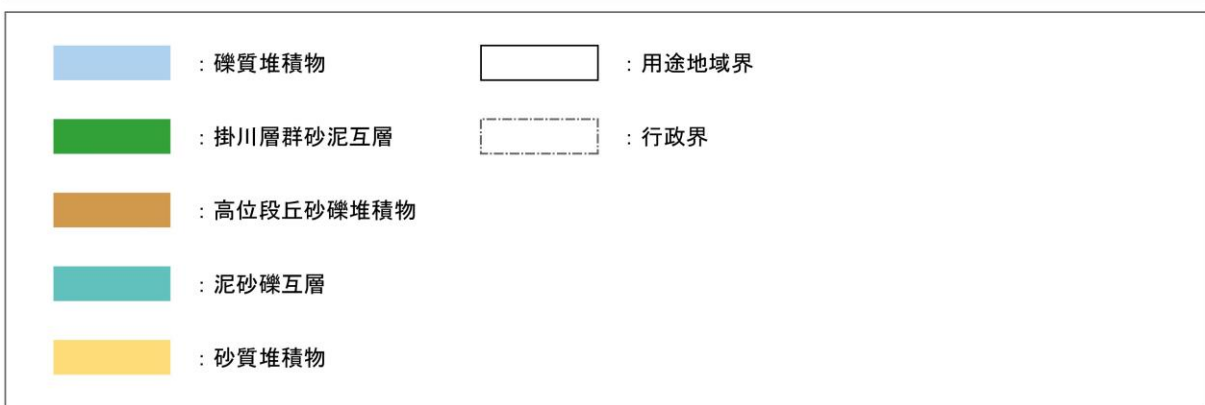 ：礫質堆積物
：掛川層群砂泥互層
：高位段丘砂礫堆積物
：泥砂礫互層
：砂質堆積物
：用途地域界
：行政界